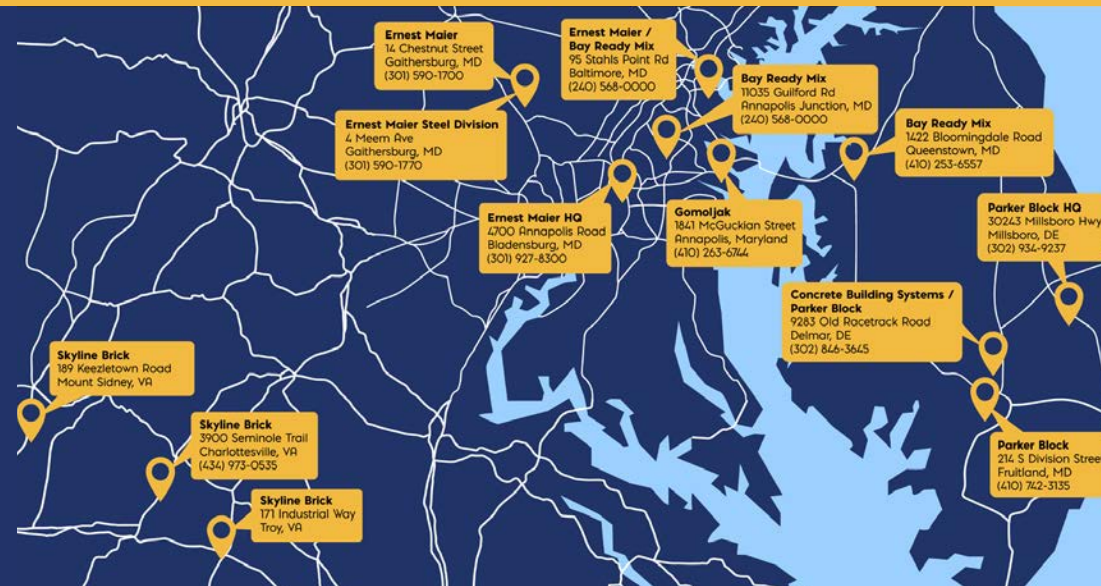 Ernest Maier
14 Chestnut Street
Gaithersburg, MD
(301) 590-1700
Ernest Maier /
Bay Ready Mix
95 Stahls Point Rd
Baltimore, MD
(240) 568-0000
Bay Ready Mix
11035 Guilford Rd
Annapolis Junction, MD
(240) 568-0000
Ernest Maier Steel Division
4 Meem Ave
Gaithersburg, MD
(301) 590-1770
Bay Ready Mix
1422 Bloomingdale Road
Queenstown, MD
(410) 253-6557
Ernest Maier HQ
4700 Annapolis Road
Bladensburg, MD
(301) 927-8300
Gomoljak
1841 McGuckian Street
Annapolis, Maryland
(410) 263-6744
Parker Block HQ
30243 Millsboro Hwy
Millsboro, DE
(302) 934-9237
Concrete Building Systems /
Parker Block
9283 Old Racetrack Road
Delmar, DE
(302) 846-3645
Skyline Brick
189 Keezletown Road
Mount Sidney, VA
Skyline Brick
3900 Seminole Trail
Charlottesville, VA
(434) 973-0535
Parker Block
214 S Division Street
Fruitland, MD
(410) 742-3135
Skyline Brick
171 Industrial Way
Troy, VA